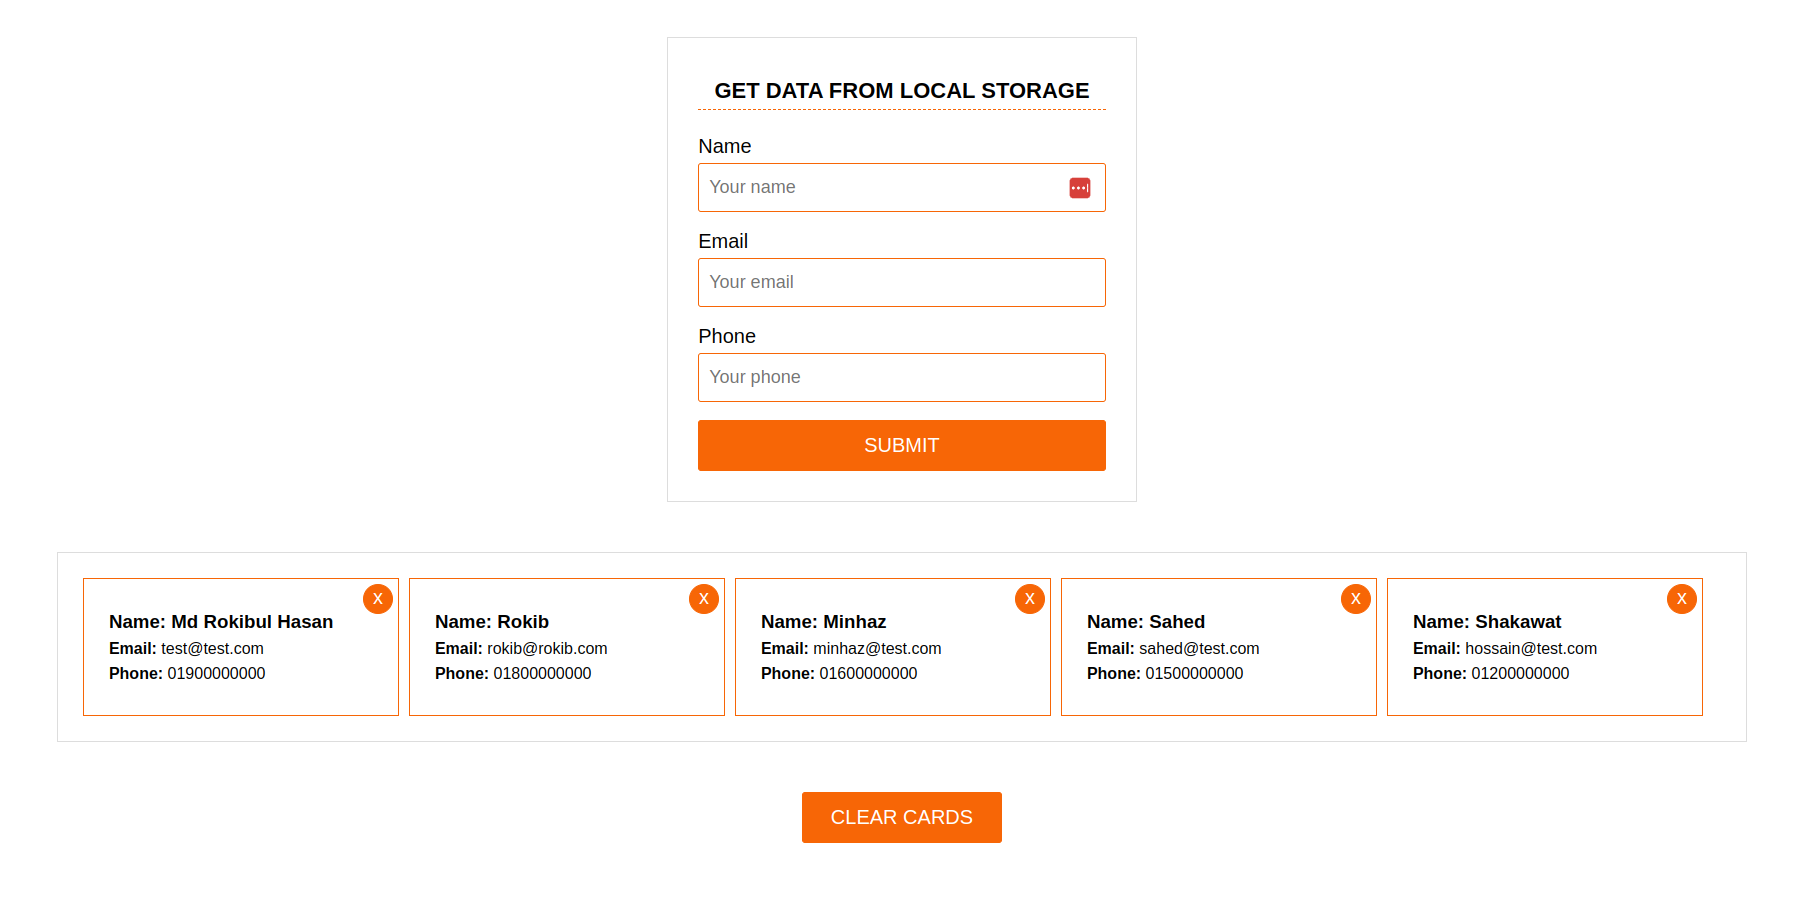 GET DATA FROM LOCAL STORAGE
Name
Your name
Email
Your email
Phone
Your phone
SUBMIT
X
Name: Md Rokibul Hasan
Email: test@test.com
Phone: 01900000000
X
Name: Rokib
Email: rokib@rokib.com
Phone: 01800000000
X
Name: Minhaz
Email: minhaz@test.com
Phone: 01600000000
X
Name: Sahed
Email: sahed@test.com
Phone: 01500000000
X
Name: Shakawat
Email: hossain@test.com
Phone: 01200000000
CLEAR CARDS